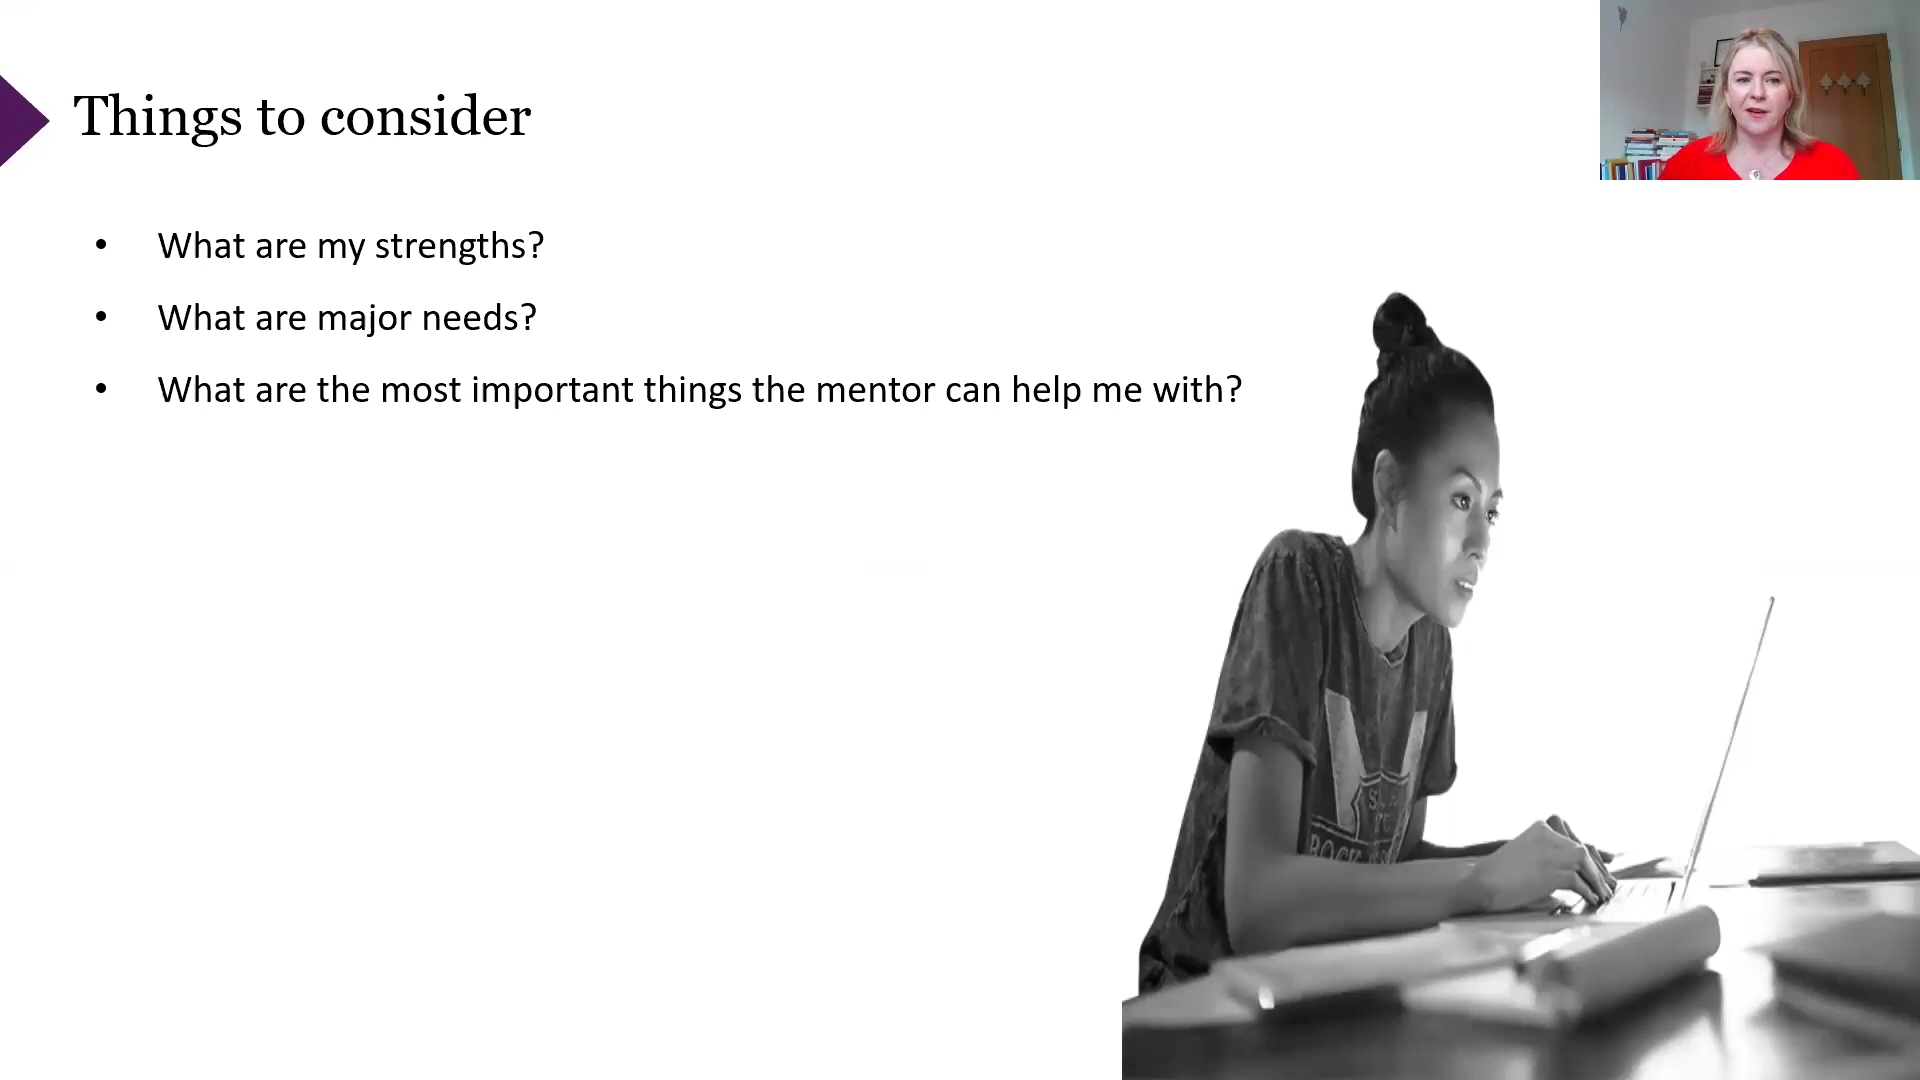 Things to consider
• What are my strengths?
• What are major needs?
• What are the most important things the mentor can help me with?
ROCK